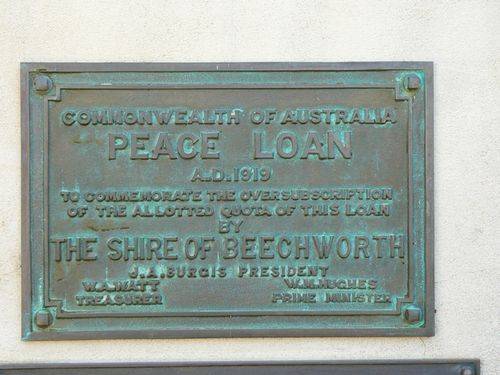 COMMONWEALTH OF AUSTRALIA
PEACE LOAN
A.D. 1919
TO COMMEMORATE THE OVERSUBSCRIPTION
OF THE ALLOTTED QUOTA OF THIS LOAN
BY
THE SHIRE OF BEECHWORTH
J.A.BURGIS PRESIDENT
W.A.WATT W.M.HUGHES
TREASURER PRIME MINISTER